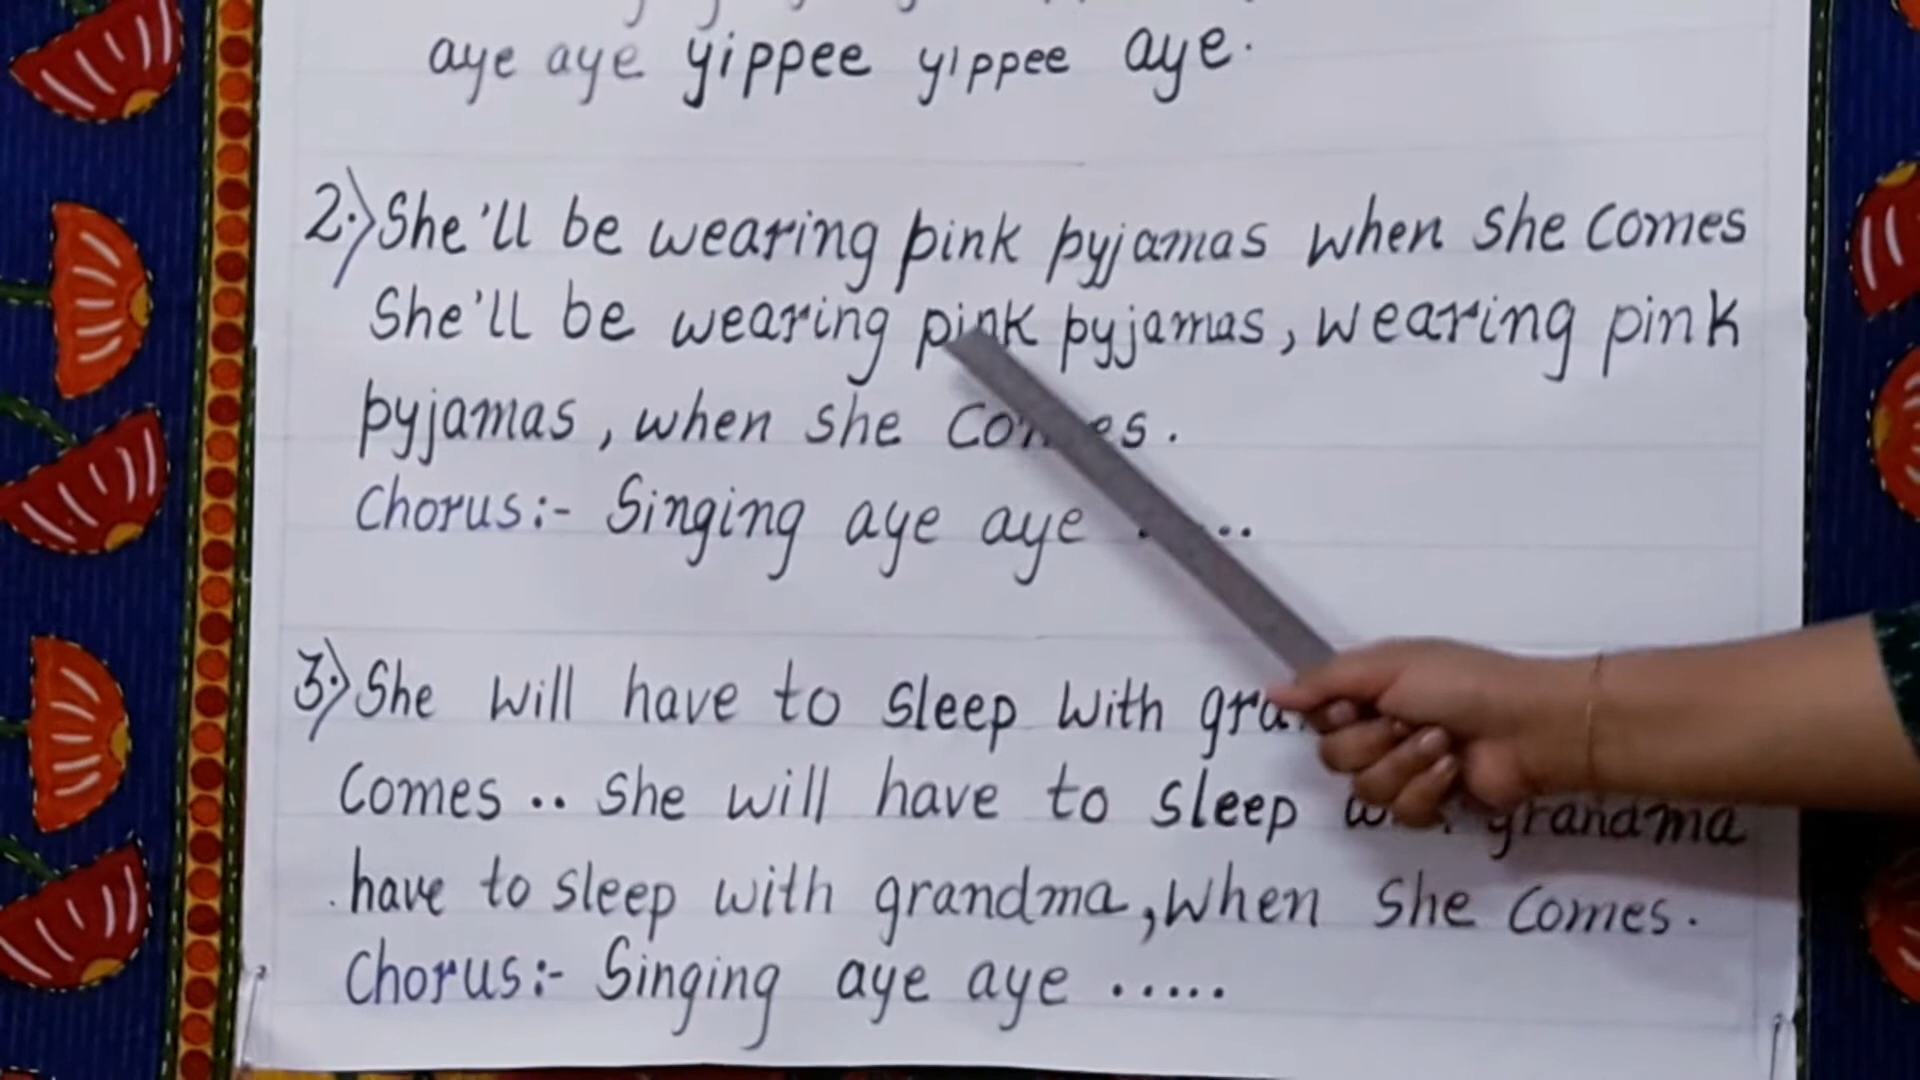 aye aye yippee yippee aye.
2.) She'll be wearing pink pyjamas when she comes
She'll be wearing pink pyjamas, wearing pink
pyjamas, when she comes.
Chorus:- Singing aye aye .....
3.) She will have to sleep with
comes .. she will have to sleep grandma
have to sleep with grandma, when she comes.
Chorus:- Singing aye aye .....